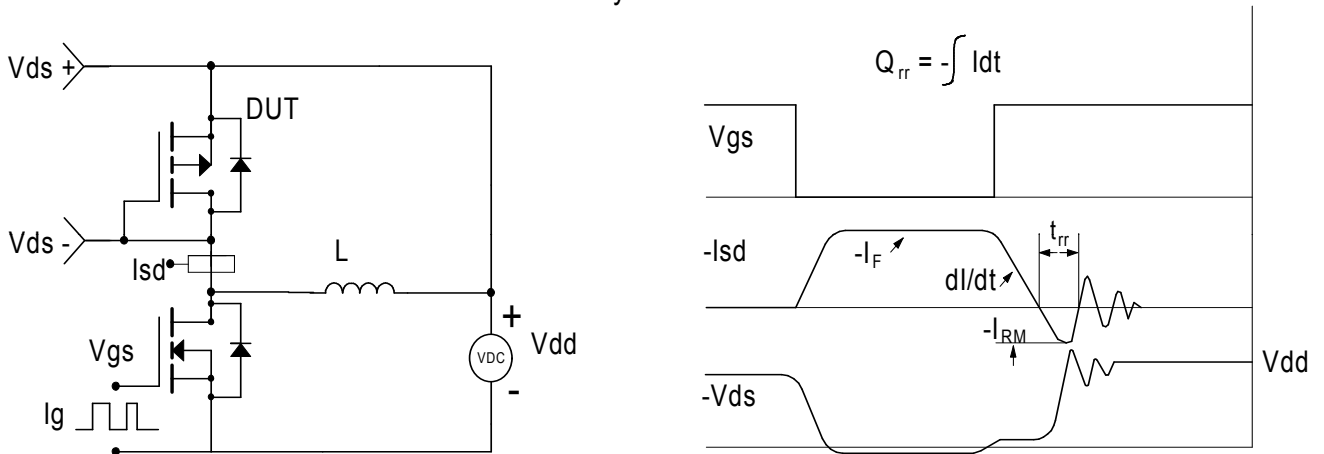 Vds +
DUT
Vds -
Isd
L
Vgs
Ig
+
VDC
-
Vdd
Q rr = -∫ Idt
Vgs
-Isd
-I F
dI/dt
t rr
-I RM
Vdd
-Vds